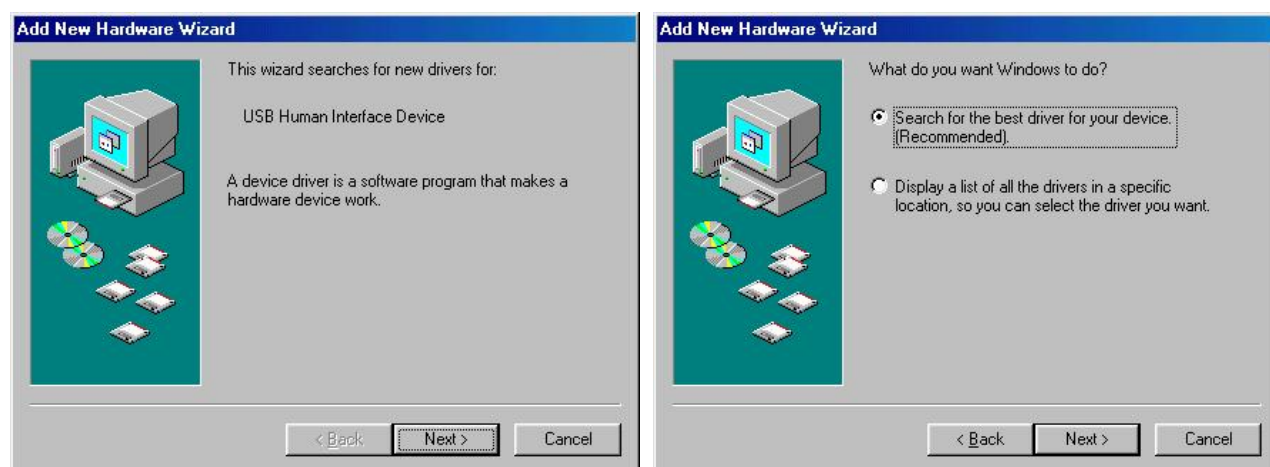 Add New Hardware Wizard
This wizard searches for new drivers for:
USB Human Interface Device
A device driver is a software program that makes a
hardware device work.
< Back
Next >
Cancel
Add New Hardware Wizard
What do you want Windows to do?
Search for the best driver for your device.
(Recommended).
Display a list of all the drivers in a specific
location, so you can select the driver you want.
< Back
Next >
Cancel